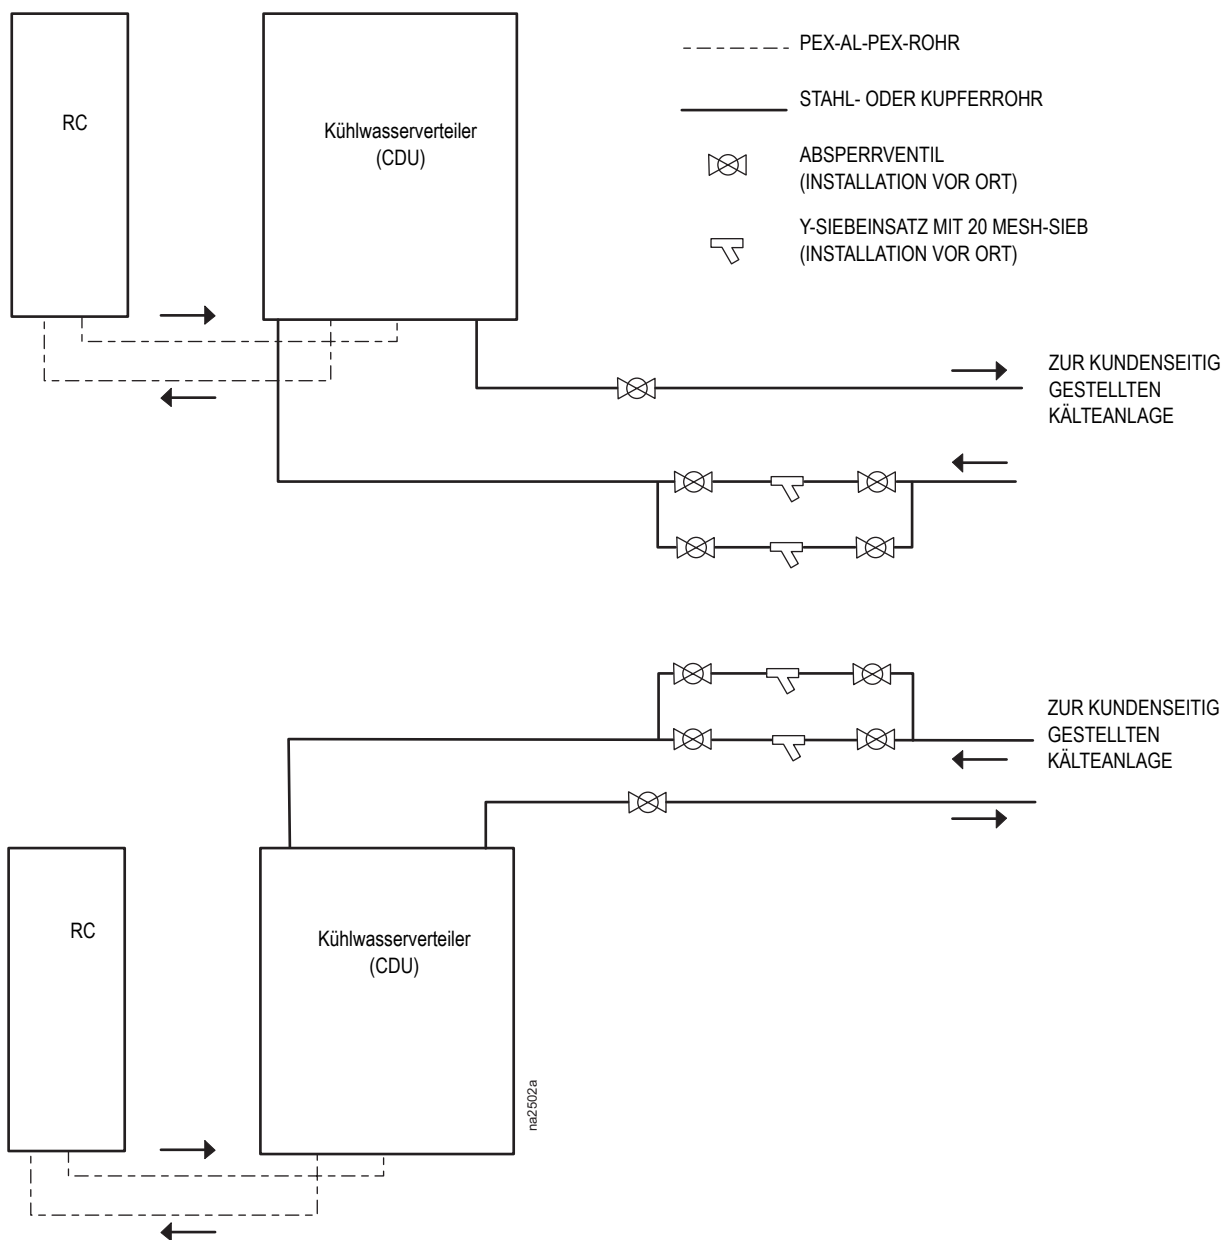 RC
Kühlwasserverteiler
(CDU)
PEX-AL-PEX-ROHR
STAHL- ODER KUPFERROHR
ABSPERRVENTIL
(INSTALLATION VOR ORT)
Y-SIEBEINSATZ MIT 20 MESH-SIEB
(INSTALLATION VOR ORT)
ZUR KUNDENSEITIG
GESTELLTEN
KÄLTEANLAGE
ZUR KUNDENSEITIG
GESTELLTEN
KÄLTEANLAGE
RC
Kühlwasserverteiler
(CDU)
na2502a